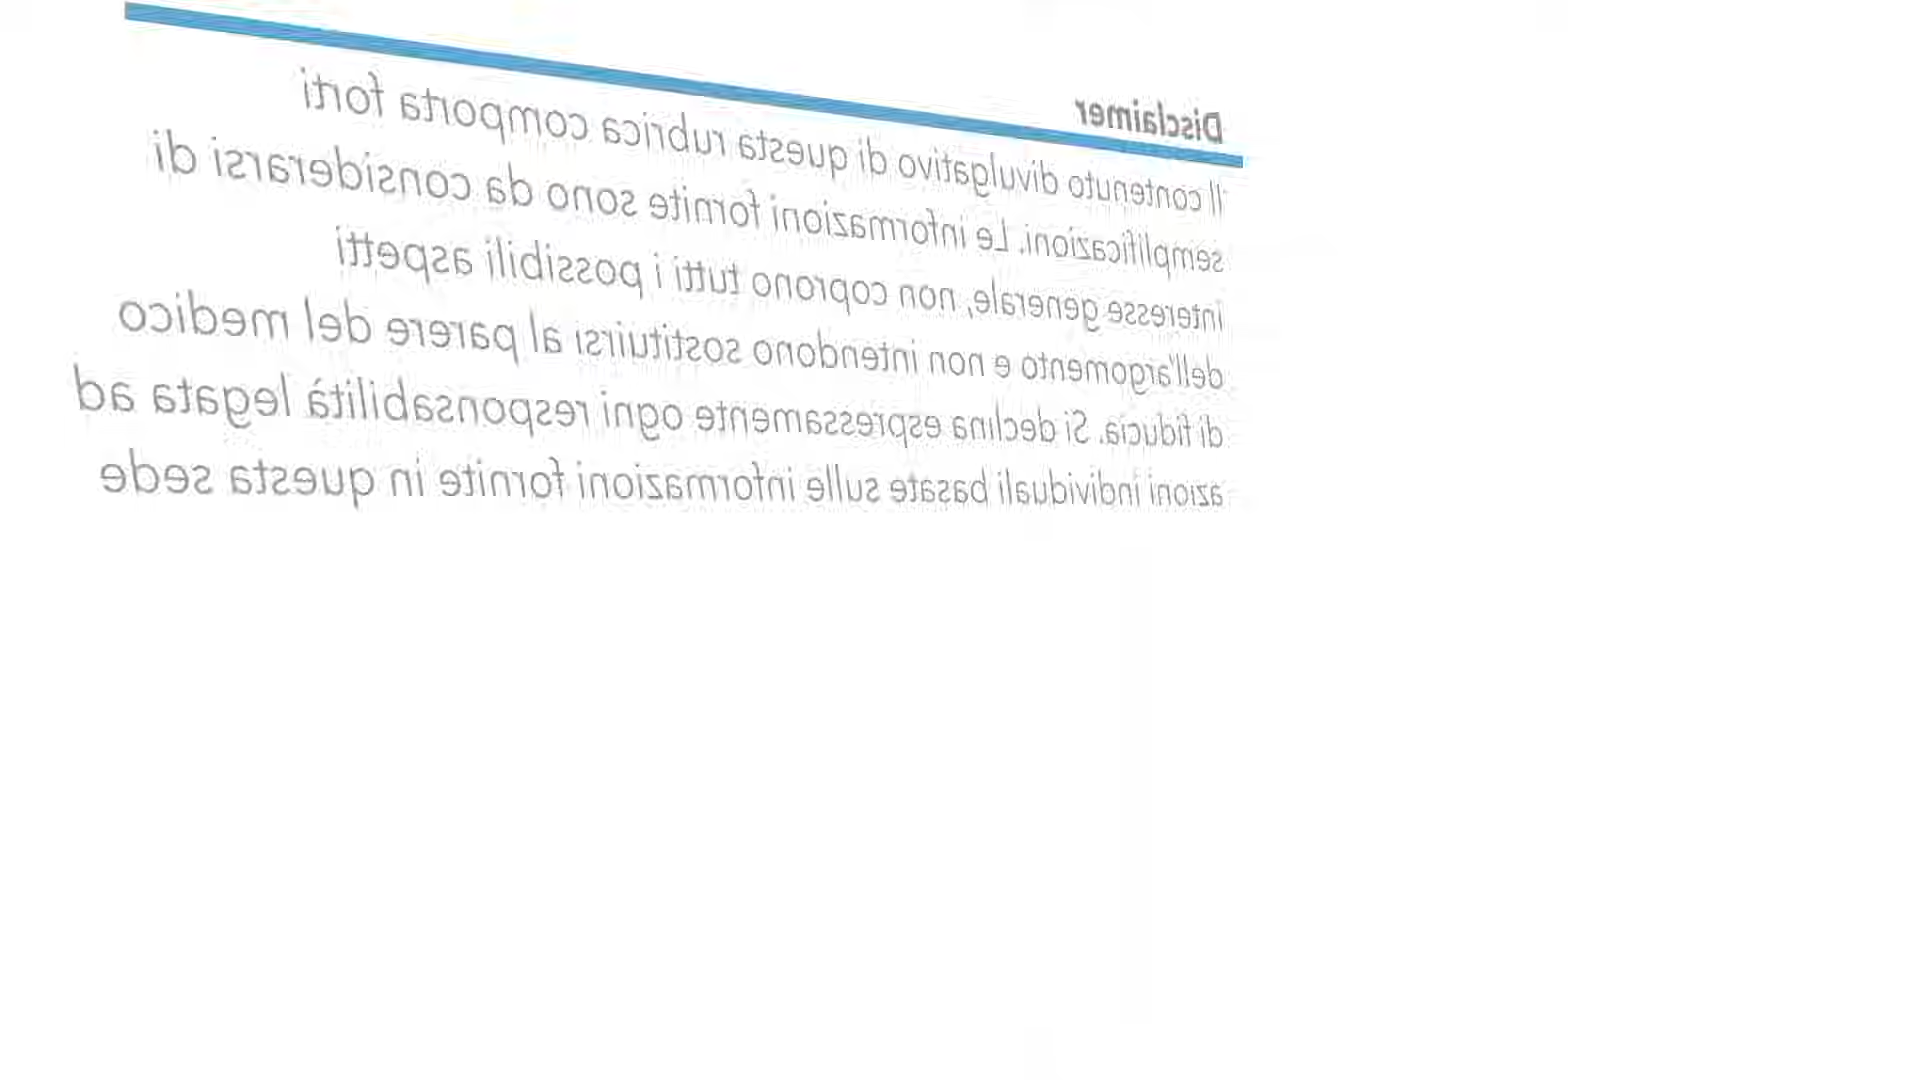 Disclaimer
Il contenuto divulgativo di questa rubrica comporta forti
semplificazioni. Le informazioni fornite sono da considerarsi di
interesse generale, non coprono tutti i possibili aspetti
dell'argomento e non intendono sostituirsi al parere del medico
di fiducia. Si declina espressamente ogni responsabilitá legata ad
azioni individuali basate sulle informazioni fornite in questa sede